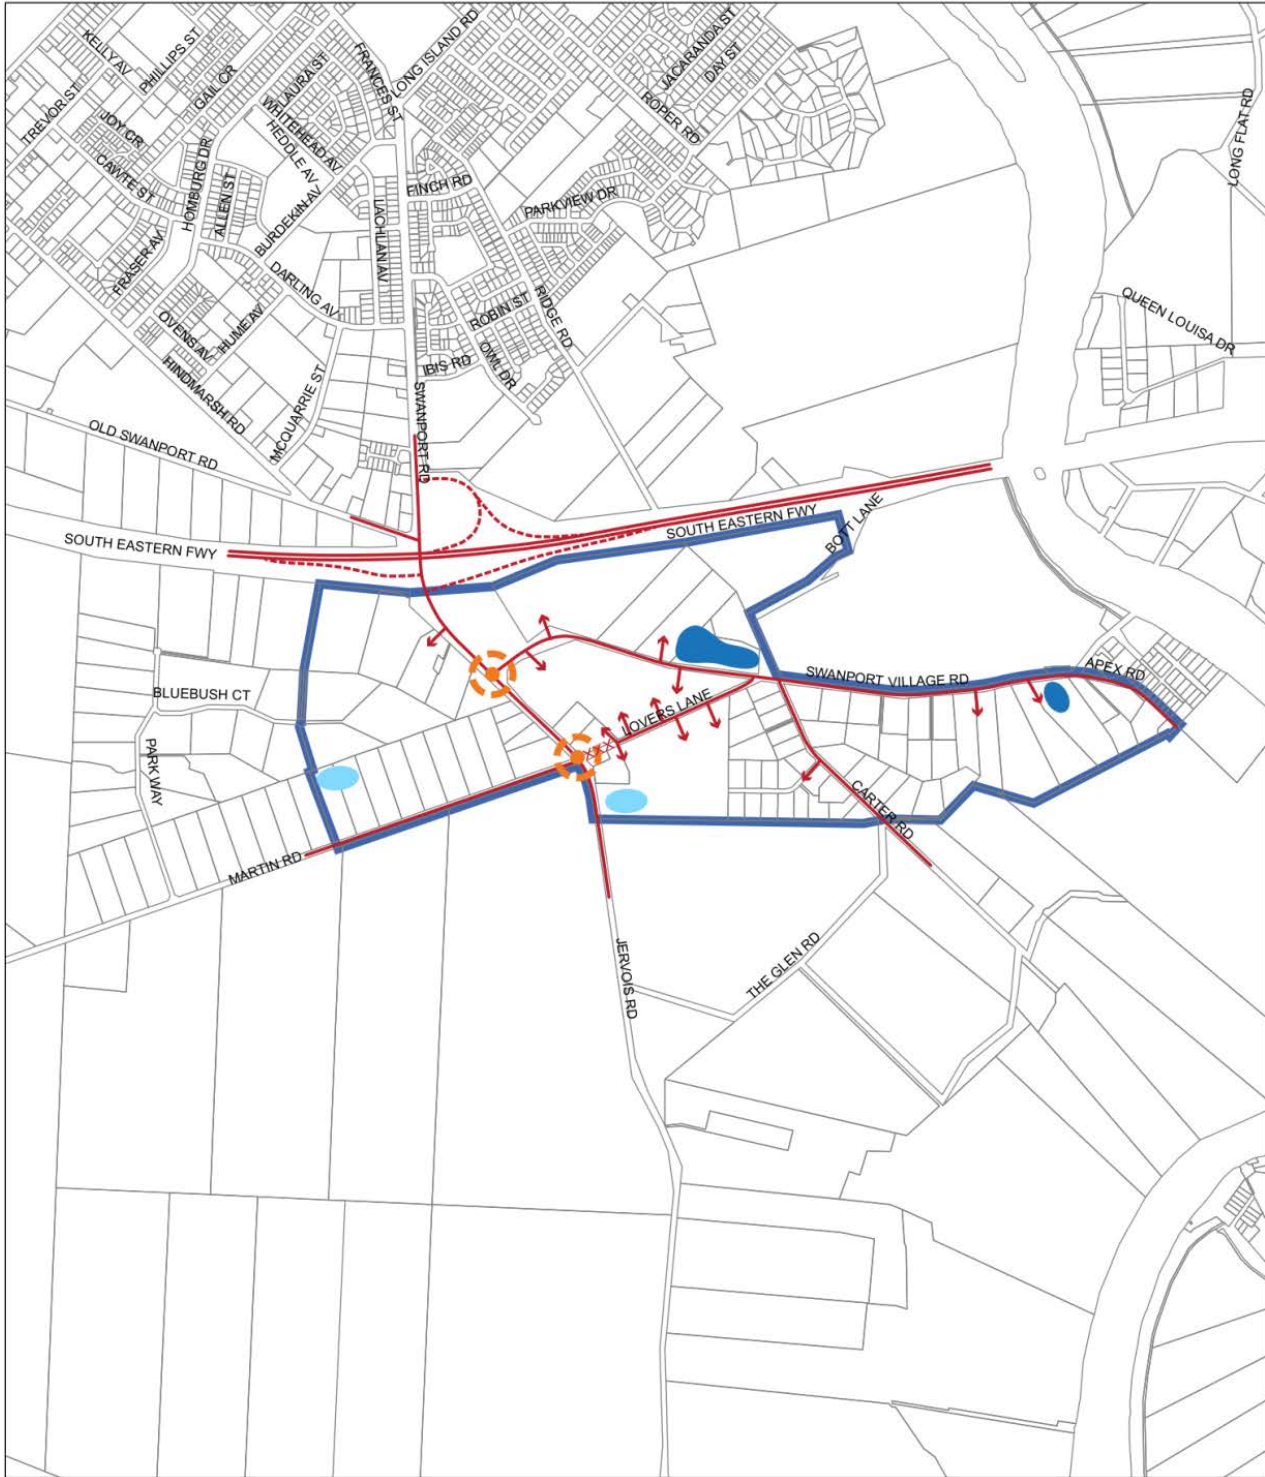 KELLY AV
PHILLIPS ST
GAIL CR
LAURA ST
FRANCES ST
LONG ISLAND RD
JACARANDA ST
DAY ST
ROPER RD
TREVOR ST
JOY CR
WHITEHEAD AV
HEDDLE AV
LONG FLAT RD
CAWTE ST
HOMBURG DR
ALLEN ST
BURDEKIN AV
LACHLAN AV
FINCH RD
PARKVIEW DR
FRASER AV
DARLING AV
OVENS AV
HUME AV
ROBIN ST
RIDGE RD
QUEEN LOUISA DR
HINDMARSH RD
MCQUARRIE ST
IBIS RD
OWL DR
SWANPORT RD
OLD SWANPORT RD
SOUTH EASTERN FWY
SOUTH EASTERN FWY
BOTT LANE
SWANPORT VILLAGE RD
APEX RD
BLUEBUSH CT
LOVERS LANE
XXX
PARK WAY
CARTER RD
MARTIN RD
JERVOIS RD
THE GLEN RD